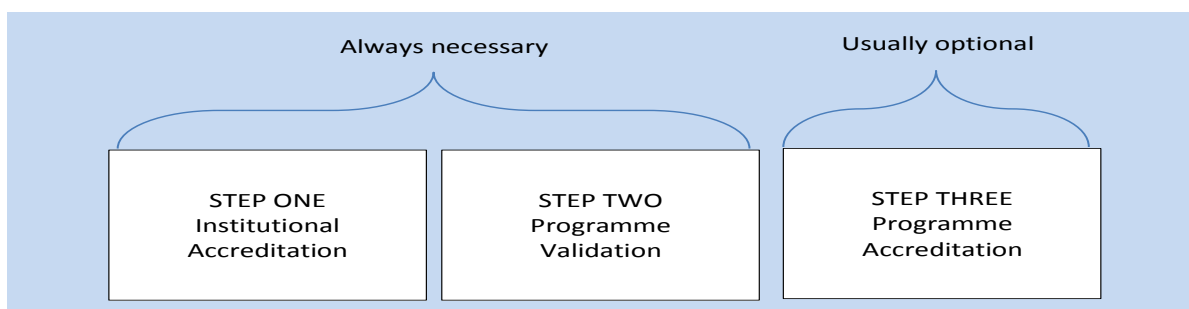 Always necessary
Usually optional
STEP ONE
Institutional
Accreditation
STEP TWO
Programme
Validation
STEP THREE
Programme
Accreditation